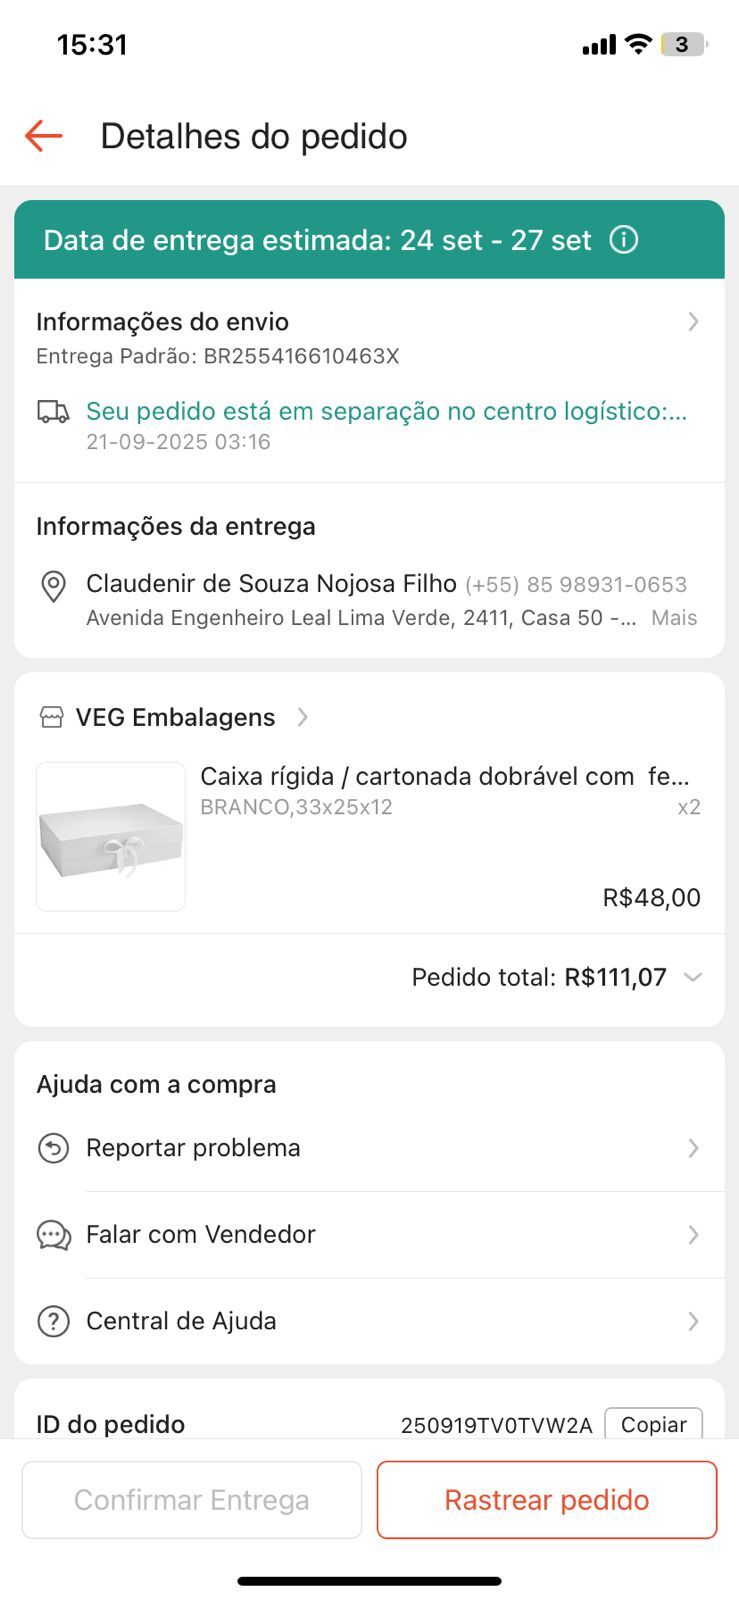 15:31
3
Detalhes do pedido
Data de entrega estimada: 24 set - 27 set
Informações do envio
Entrega Padrão: BR255416610463X
Seu pedido está em separação no centro logístico:...
21-09-2025 03:16
Informações da entrega
Claudenir de Souza Nojosa Filho (+55) 85 98931-0653
Avenida Engenheiro Leal Lima Verde, 2411, Casa 50 -... Mais
VEG Embalagens
Caixa rígida / cartonada dobrável com fe...
BRANCO,33x25x12 x2
R$48,00
Pedido total: R$111,07
Ajuda com a compra
Reportar problema
Falar com Vendedor
Central de Ajuda
ID do pedido 250919TV0TVW2A Copiar
Confirmar Entrega Rastrear pedido